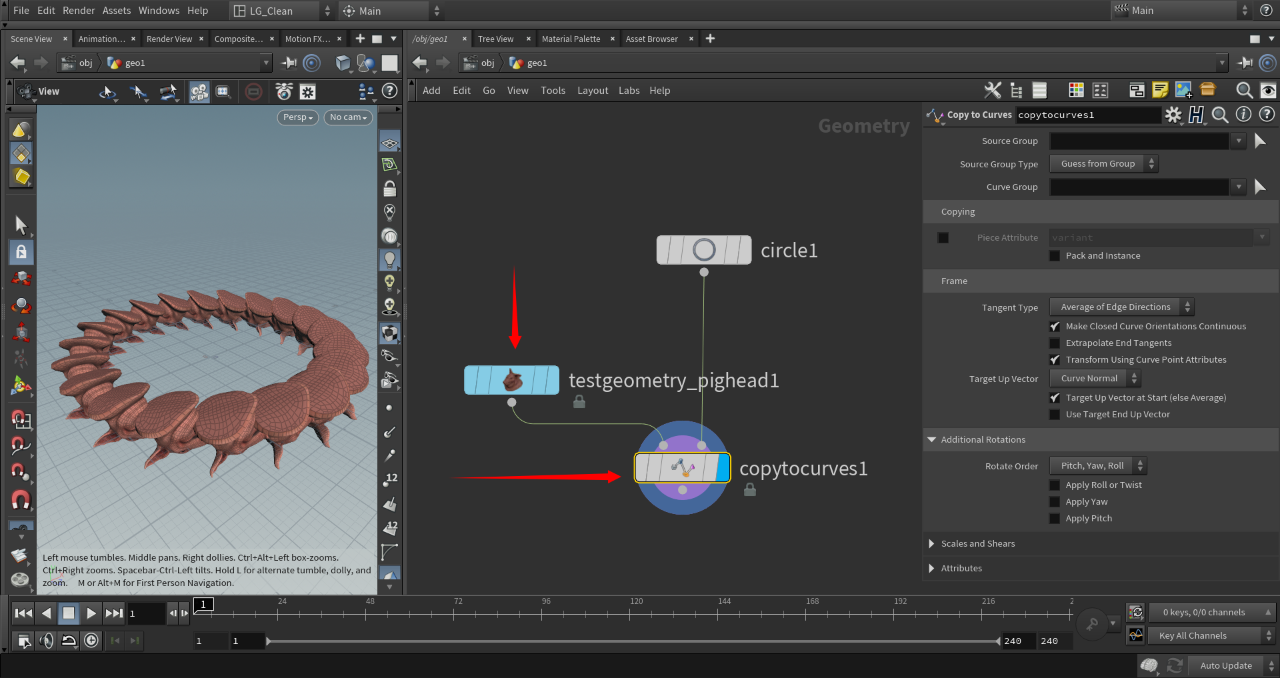 File Edit Render Assets Windows Help LG_Clean Main Main
Scene View Animation... Render View Composite... Motion FX...
/obj/geo1 Tree View Material Palette Asset Browser
obj geo1
obj geo1
View
Add Edit Go View Tools Layout Labs Help
Persp No cam
Geometry
Copy to Curves copytocurves1
Source Group
Source Group Type Guess from Group
Curve Group
Copying
Piece Attribute variant
Pack and Instance
Frame
Tangent Type Average of Edge Directions
Make Closed Curve Orientations Continuous
Extrapolate End Tangents
Transform Using Curve Point Attributes
Target Up Vector Curve Normal
Target Up Vector at Start (else Average)
Use Target End Up Vector
Additional Rotations
Rotate Order Pitch, Yaw, Roll
Apply Roll or Twist
Apply Yaw
Apply Pitch
Scales and Shears
Attributes
circle1
testgeometry_pighead1
copytocurves1
12
12
Left mouse tumbles. Middle pans. Right dollies. Ctrl+Alt+Left box-zooms.
Ctrl+Right zooms. Spacebar-Ctrl-Left tilts. Hold L for alternate tumble, dolly, and
zoom. M or Alt+M for First Person Navigation.
1 1 24 48 72 96 120 144 168 192 216 2
0 keys, 0/0 channels
1 1 240 240
Key All Channels
Auto Update